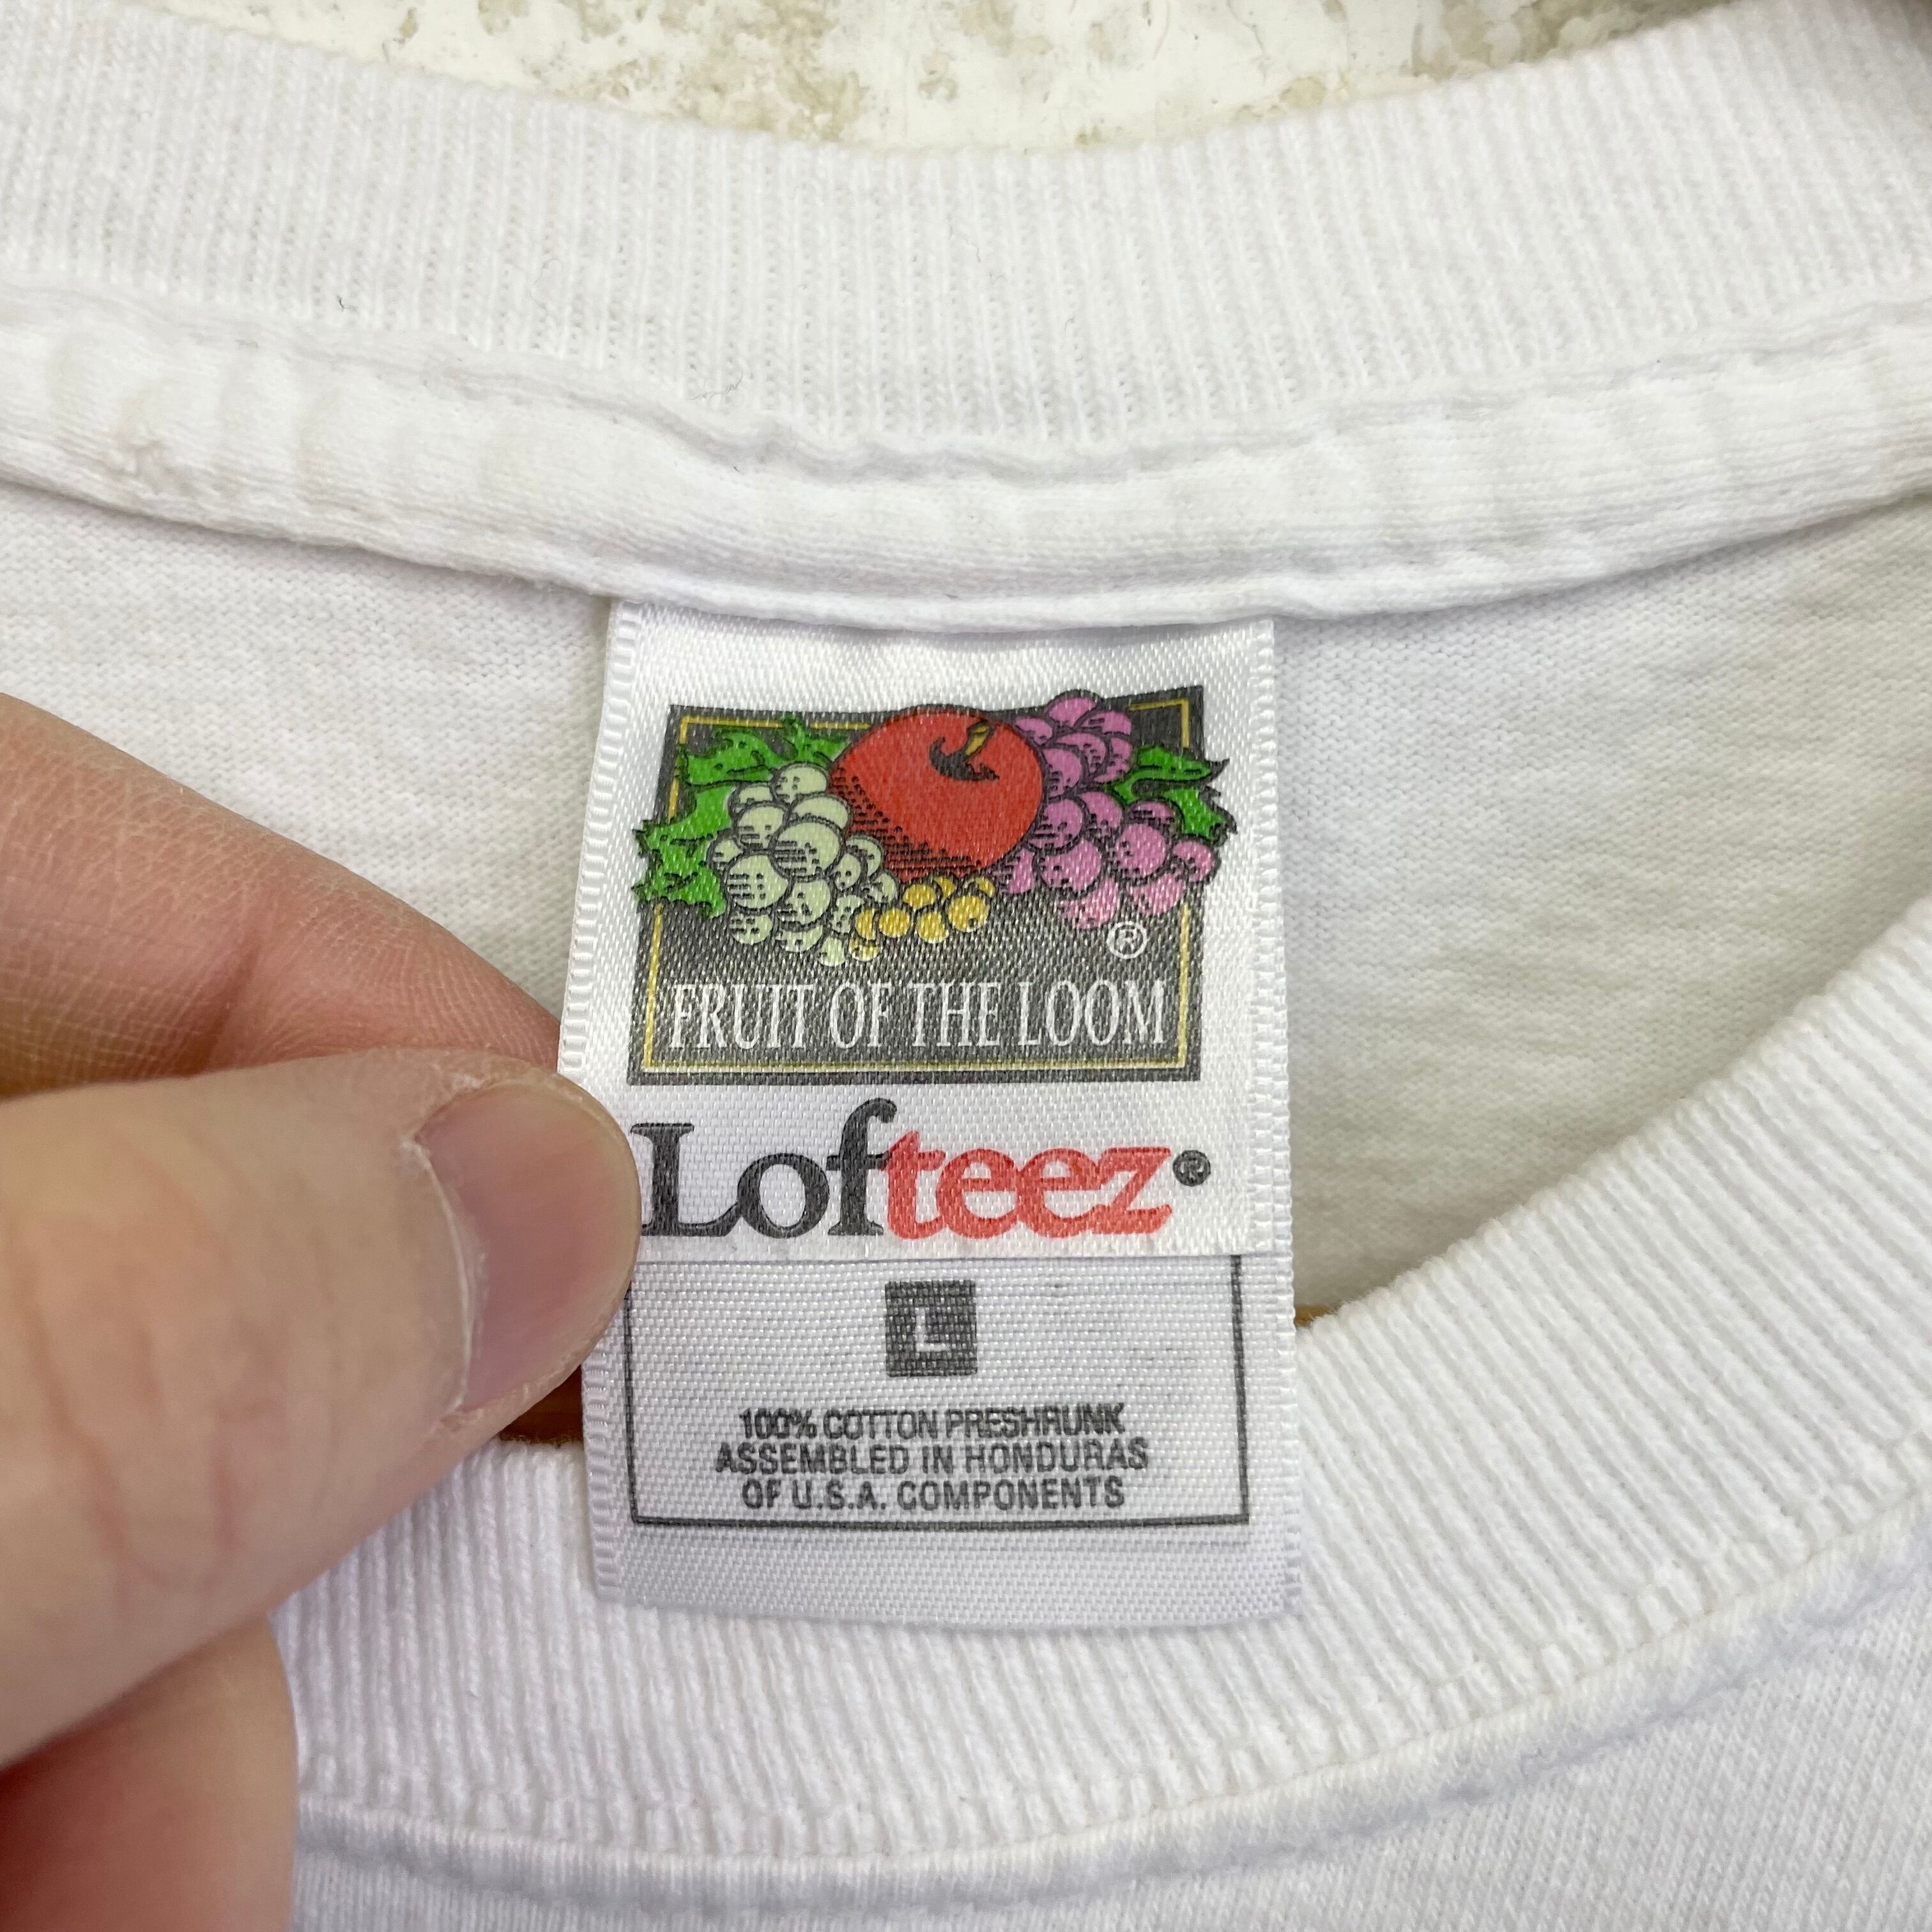 ®
FRUIT OF THE LOOM
Lofteez®
L
100% COTTON PRESHRUNK
ASSEMBLED IN HONDURAS
OF U.S.A. COMPONENTS